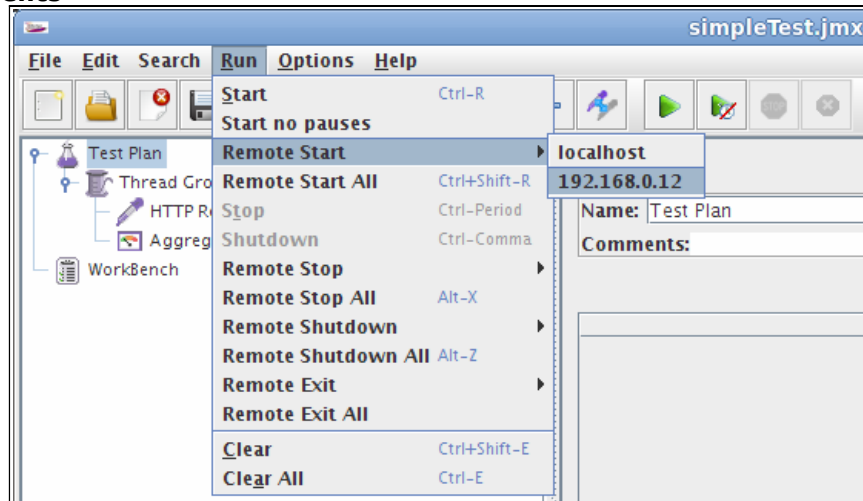 simpleTest.jmx
File Edit Search Run Options Help
Start Ctrl-R
Start no pauses
Test Plan Remote Start localhost
Thread Gro Remote Start All Ctrl+Shift-R 192.168.0.12
HTTP R Stop Ctrl-Period Name: Test Plan
Aggreg Shutdown Ctrl-Comma Comments:
WorkBench Remote Stop
Remote Stop All Alt-X
Remote Shutdown
Remote Shutdown All Alt-Z
Remote Exit
Remote Exit All
Clear Ctrl+Shift-E
Clear All Ctrl-E